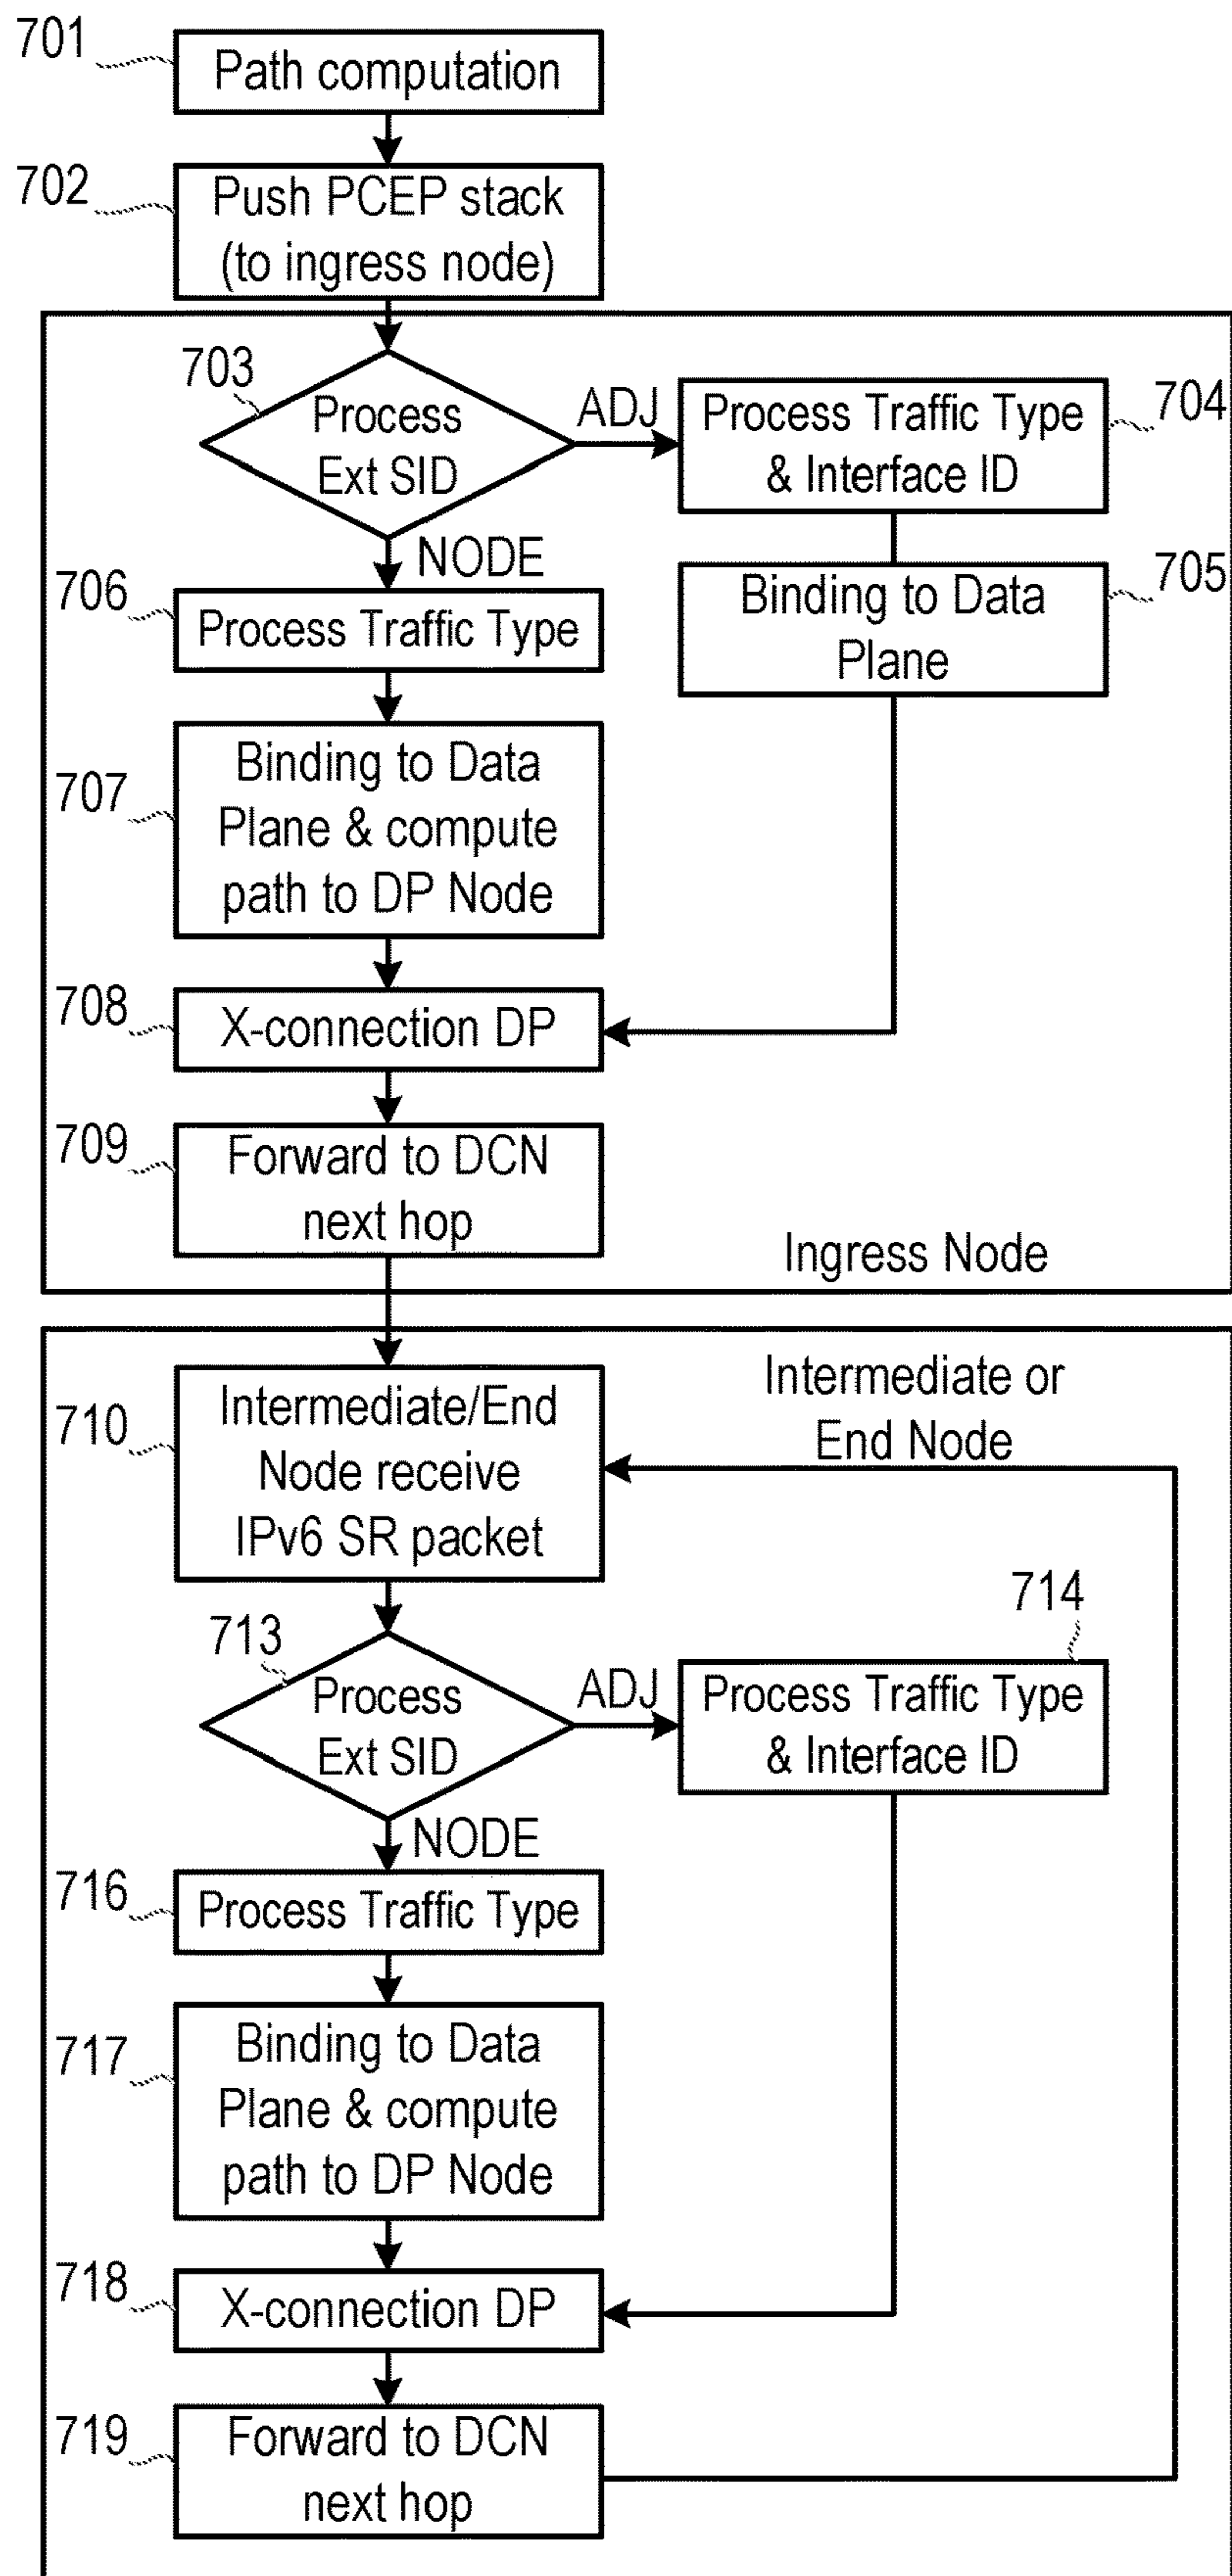 701
Path computation
702
Push PCEP stack
(to ingress node)
703
Process
Ext SID
ADJ
Process Traffic Type
& Interface ID
704
NODE
705
Binding to Data
Plane
706
Process Traffic Type
707
Binding to Data
Plane & compute
path to DP Node
708
X-connection DP
709
Forward to DCN
next hop
Ingress Node
Intermediate or
End Node
710
Intermediate/End
Node receive
IPv6 SR packet
713
Process
Ext SID
ADJ
714
Process Traffic Type
& Interface ID
NODE
716
Process Traffic Type
717
Binding to Data
Plane & compute
path to DP Node
718
X-connection DP
719
Forward to DCN
next hop